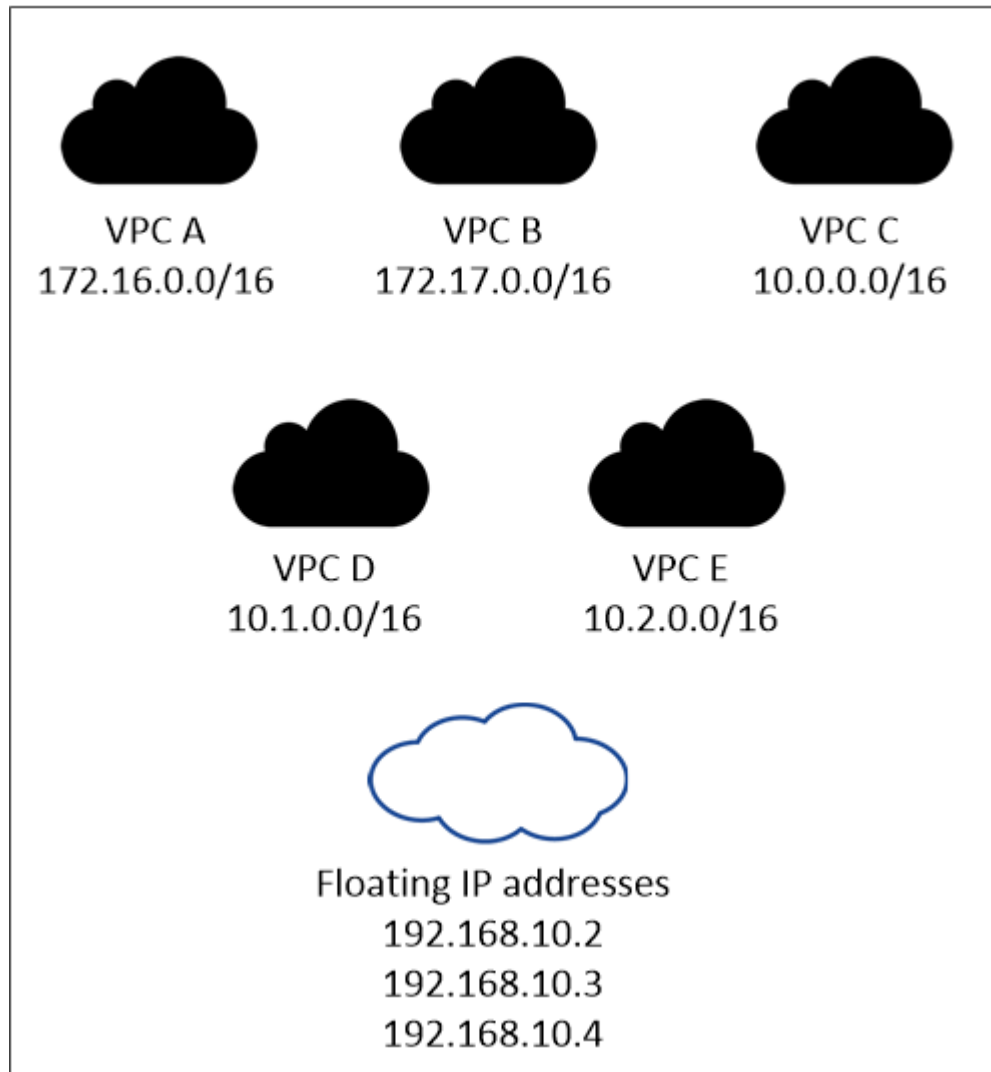 VPC A
172.16.0.0/16
VPC B
172.17.0.0/16
VPC C
10.0.0.0/16
VPC D
10.1.0.0/16
VPC E
10.2.0.0/16
Floating IP addresses
192.168.10.2
192.168.10.3
192.168.10.4